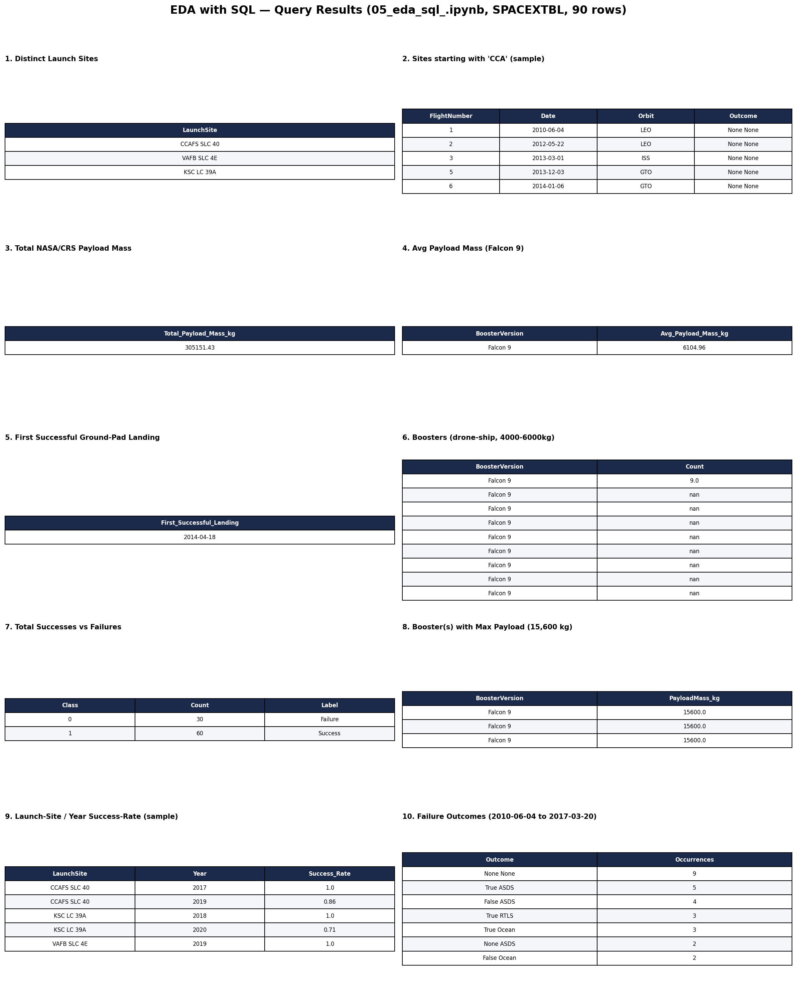 EDA with SQL — Query Results (05_eda_sql_.ipynb, SPACEXTBL, 90 rows)
1. Distinct Launch Sites
LaunchSite
CCAFS SLC 40
VAFB SLC 4E
KSC LC 39A
2. Sites starting with 'CCA' (sample)
FlightNumber Date Orbit Outcome
1 2010-06-04 LEO None None
2 2012-05-22 LEO None None
3 2013-03-01 ISS None None
5 2013-12-03 GTO None None
6 2014-01-06 GTO None None
3. Total NASA/CRS Payload Mass
Total_Payload_Mass_kg
305151.43
4. Avg Payload Mass (Falcon 9)
BoosterVersion Avg_Payload_Mass_kg
Falcon 9 6104.96
5. First Successful Ground-Pad Landing
First_Successful_Landing
2014-04-18
6. Boosters (drone-ship, 4000-6000kg)
BoosterVersion Count
Falcon 9 9.0
Falcon 9 nan
Falcon 9 nan
Falcon 9 nan
Falcon 9 nan
Falcon 9 nan
Falcon 9 nan
Falcon 9 nan
Falcon 9 nan
7. Total Successes vs Failures
Class Count Label
0 30 Failure
1 60 Success
8. Booster(s) with Max Payload (15,600 kg)
BoosterVersion PayloadMass_kg
Falcon 9 15600.0
Falcon 9 15600.0
Falcon 9 15600.0
9. Launch-Site / Year Success-Rate (sample)
LaunchSite Year Success_Rate
CCAFS SLC 40 2017 1.0
CCAFS SLC 40 2019 0.86
KSC LC 39A 2018 1.0
KSC LC 39A 2020 0.71
VAFB SLC 4E 2019 1.0
10. Failure Outcomes (2010-06-04 to 2017-03-20)
Outcome Occurrences
None None 9
True ASDS 5
False ASDS 4
True RTLS 3
True Ocean 3
None ASDS 2
False Ocean 2